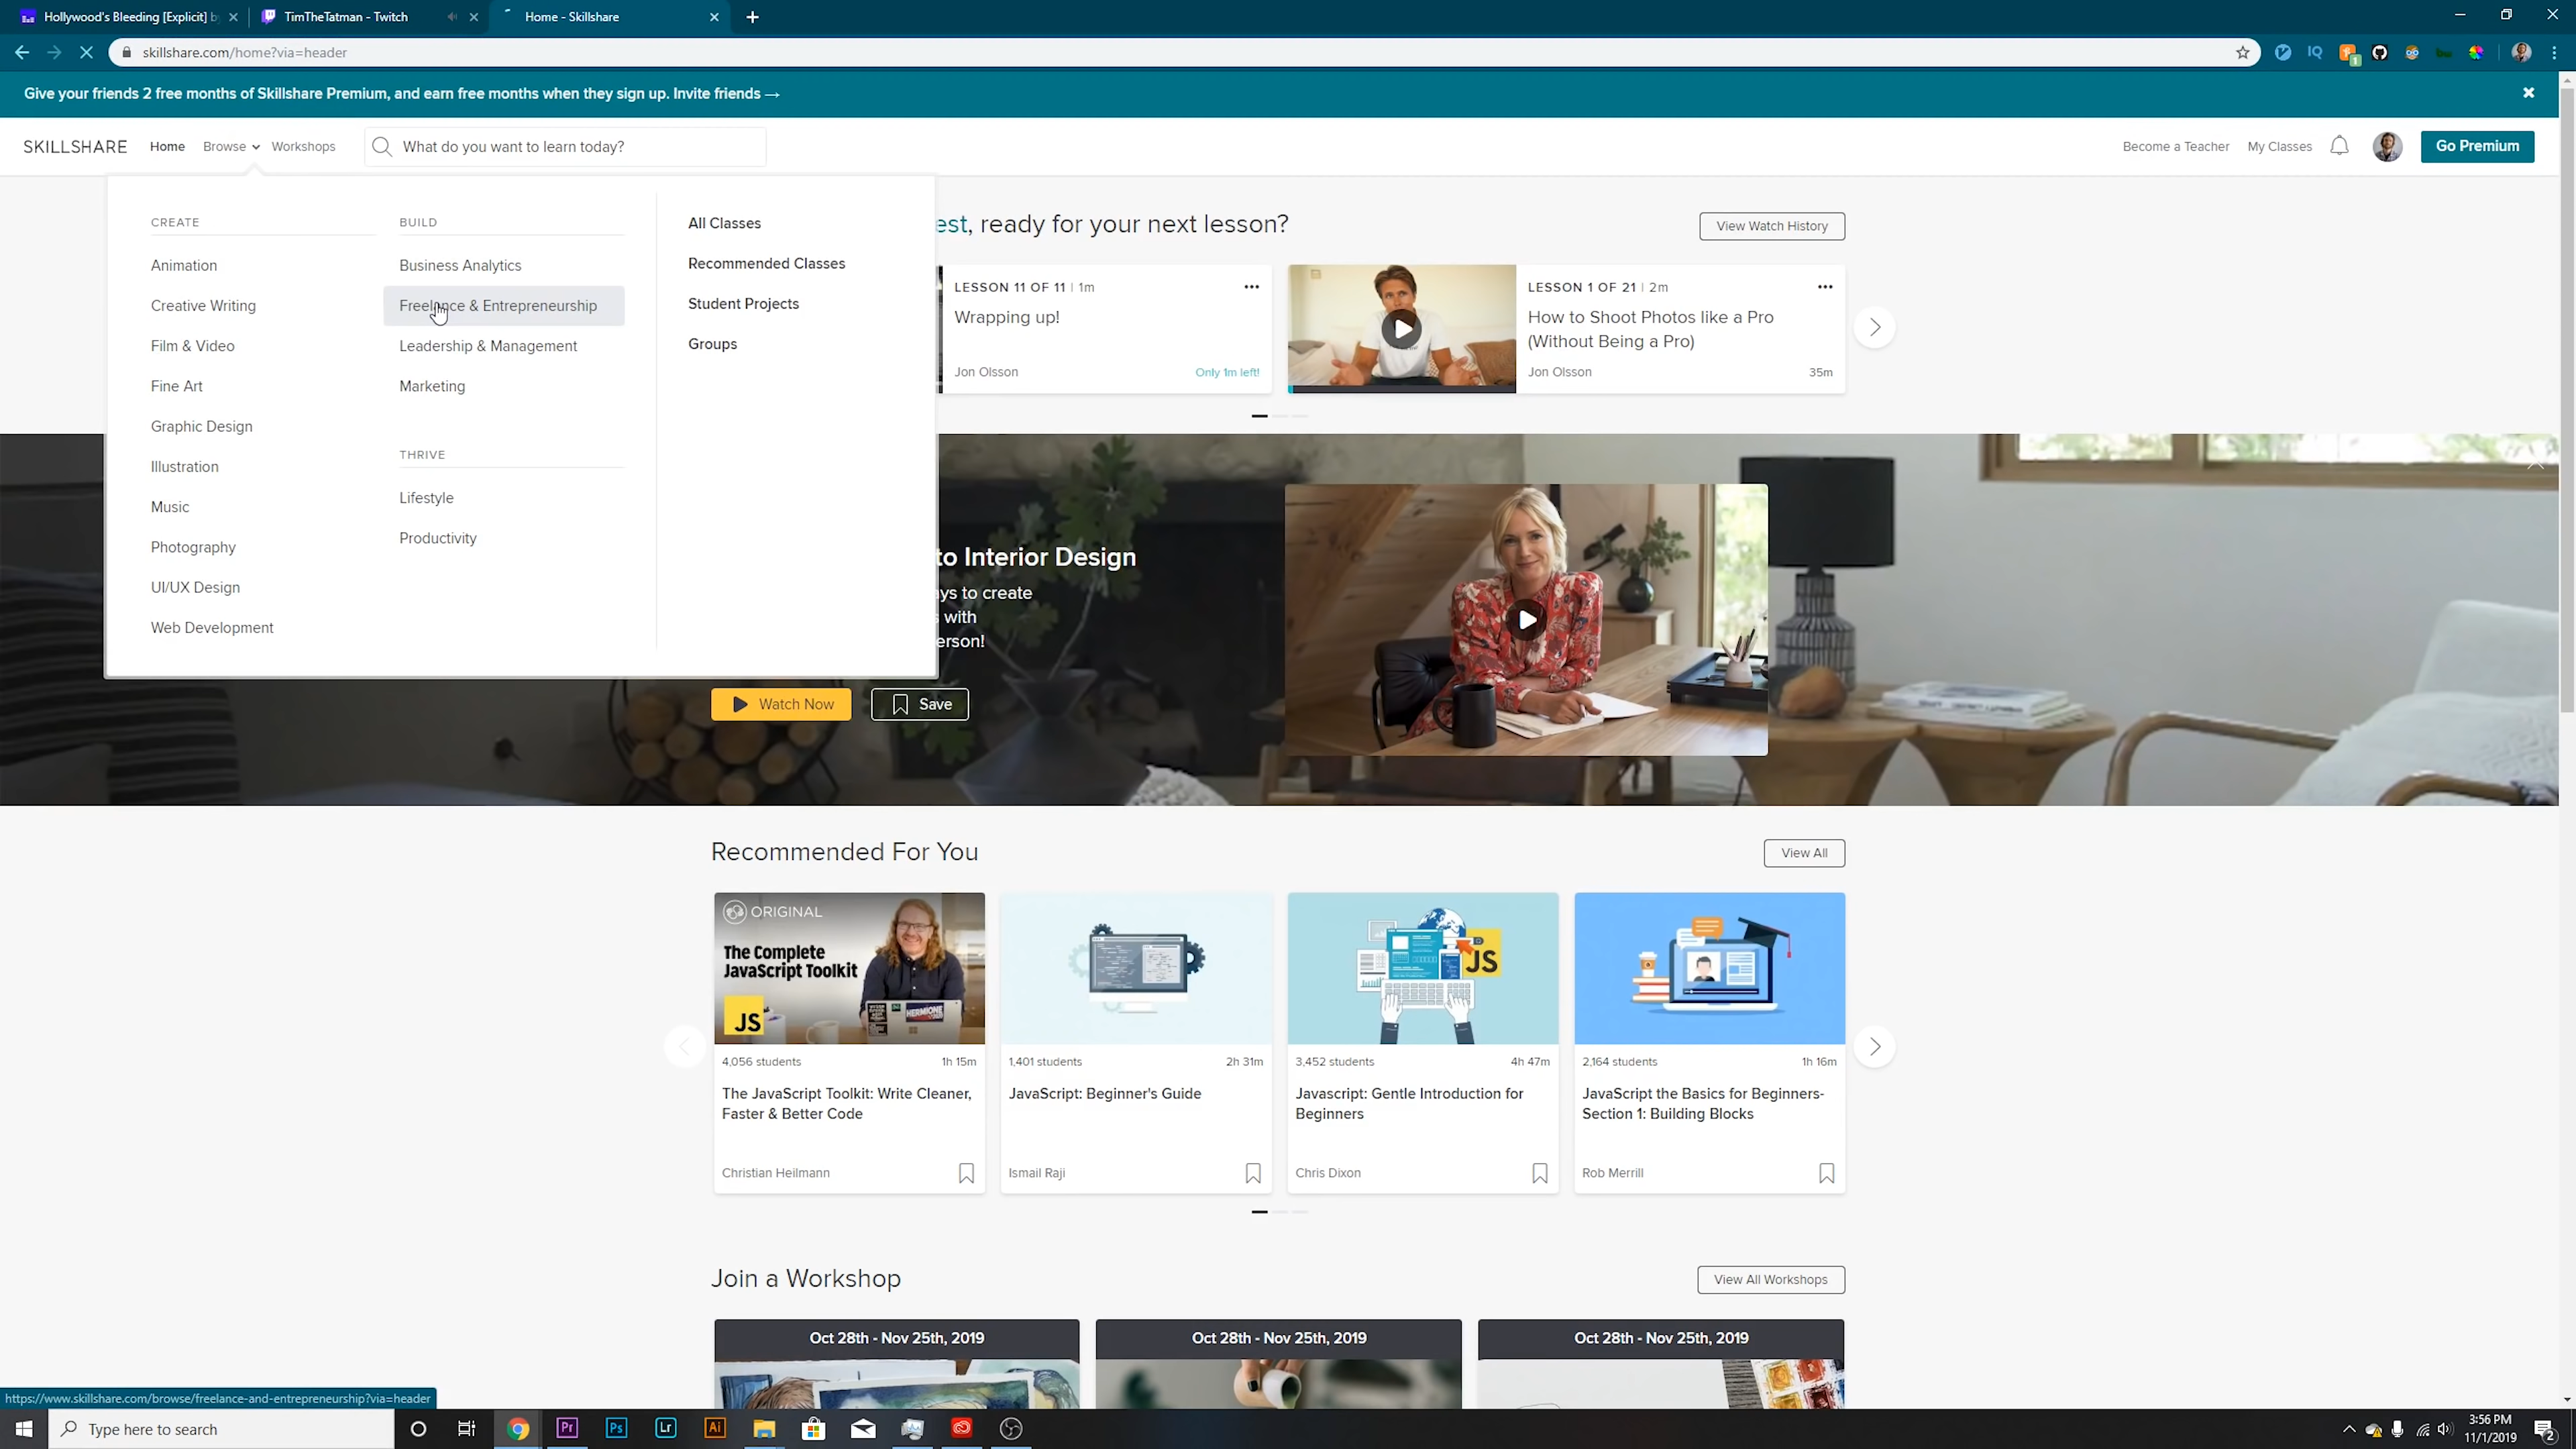 Hollywood's Bleeding [Explicit] by
TimTheTatman - Twitch
Home - Skillshare
skillshare.com/home?via=header
IQ
1
Give your friends 2 free months of Skillshare Premium, and earn free months when they sign up. Invite friends →
SKILLSHARE
Home
Browse
Workshops
What do you want to learn today?
Become a Teacher
My Classes
Go Premium
CREATE
Animation
Creative Writing
Film & Video
Fine Art
Graphic Design
Illustration
Music
Photography
UI/UX Design
Web Development
BUILD
Business Analytics
Freelance & Entrepreneurship
Leadership & Management
Marketing
THRIVE
Lifestyle
Productivity
All Classes
Recommended Classes
Student Projects
Groups
est, ready for your next lesson?
View Watch History
LESSON 11 OF 11 | 1m
Wrapping up!
Jon Olsson
Only 1m left!
LESSON 1 OF 21 | 2m
How to Shoot Photos like a Pro
(Without Being a Pro)
Jon Olsson
35m
to Interior Design
ys to create
s with
erson!
Watch Now
Save
Recommended For You
View All
ORIGINAL
The Complete
JavaScript Toolkit
JS
HERMIONE
4,056 students
1h 15m
The JavaScript Toolkit: Write Cleaner,
Faster & Better Code
Christian Heilmann
1,401 students
2h 31m
JavaScript: Beginner's Guide
Ismail Raji
JS
3,452 students
4h 47m
Javascript: Gentle Introduction for
Beginners
Chris Dixon
2,164 students
1h 16m
JavaScript the Basics for Beginners-
Section 1: Building Blocks
Rob Merrill
Join a Workshop
View All Workshops
Oct 28th - Nov 25th, 2019
Oct 28th - Nov 25th, 2019
Oct 28th - Nov 25th, 2019
https://www.skillshare.com/browse/freelance-and-entrepreneurship?via=header
Type here to search
Pr
Ps
Lr
Ai
3:56 PM
11/1/2019
2